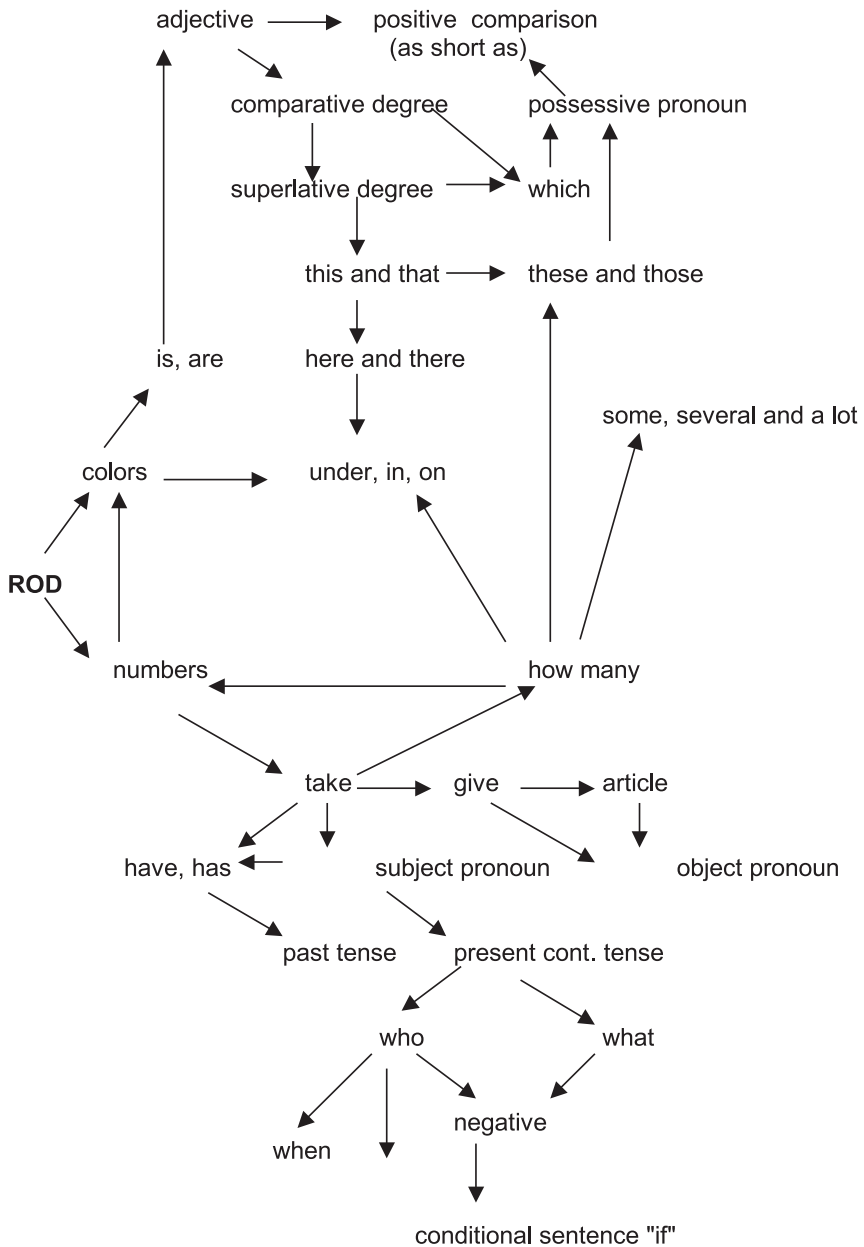 adjective
positive comparison
(as short as)
comparative degree
possessive pronoun
superlative degree
which
this and that
these and those
is, are
here and there
some, several and a lot
colors
under, in, on
ROD
numbers
how many
take
give
article
have, has
subject pronoun
object pronoun
past tense
present cont. tense
who
what
negative
when
conditional sentence "if"